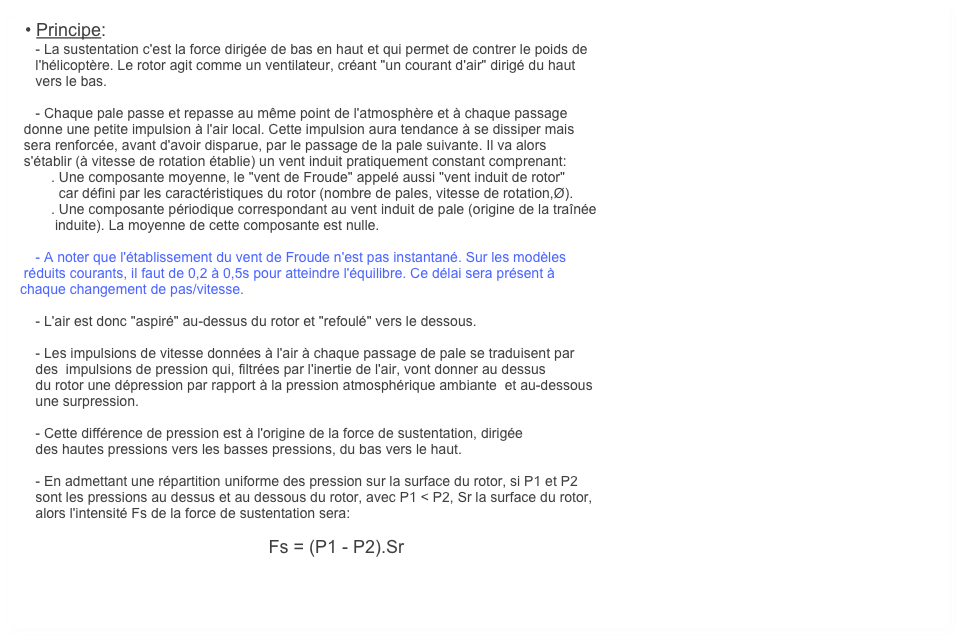 • Principe:
- La sustentation c'est la force dirigée de bas en haut et qui permet de contrer le poids de
l'hélicoptère. Le rotor agit comme un ventilateur, créant "un courant d'air" dirigé du haut
vers le bas.
- Chaque pale passe et repasse au même point de l'atmosphère et à chaque passage
donne une petite impulsion à l'air local. Cette impulsion aura tendance à se dissiper mais
sera renforcée, avant d'avoir disparue, par le passage de la pale suivante. Il va alors
s'établir (à vitesse de rotation établie) un vent induit pratiquement constant comprenant:
. Une composante moyenne, le "vent de Froude" appelé aussi "vent induit de rotor"
car défini par les caractéristiques du rotor (nombre de pales, vitesse de rotation,Ø).
. Une composante périodique correspondant au vent induit de pale (origine de la traînée
induite). La moyenne de cette composante est nulle.
- A noter que l'établissement du vent de Froude n'est pas instantané. Sur les modèles
réduits courants, il faut de 0,2 à 0,5s pour atteindre l'équilibre. Ce délai sera présent à
chaque changement de pas/vitesse.
- L'air est donc "aspiré" au-dessus du rotor et "refoulé" vers le dessous.
- Les impulsions de vitesse données à l'air à chaque passage de pale se traduisent par
des  impulsions de pression qui, filtrées par l'inertie de l'air, vont donner au dessus
du rotor une dépression par rapport à la pression atmosphérique ambiante  et au-dessous
une surpression.
- Cette différence de pression est à l'origine de la force de sustentation, dirigée
des hautes pressions vers les basses pressions, du bas vers le haut.
- En admettant une répartition uniforme des pression sur la surface du rotor, si P1 et P2
sont les pressions au dessus et au dessous du rotor, avec P1 < P2, Sr la surface du rotor,
alors l'intensité Fs de la force de sustentation sera:
Fs = (P1 - P2).Sr